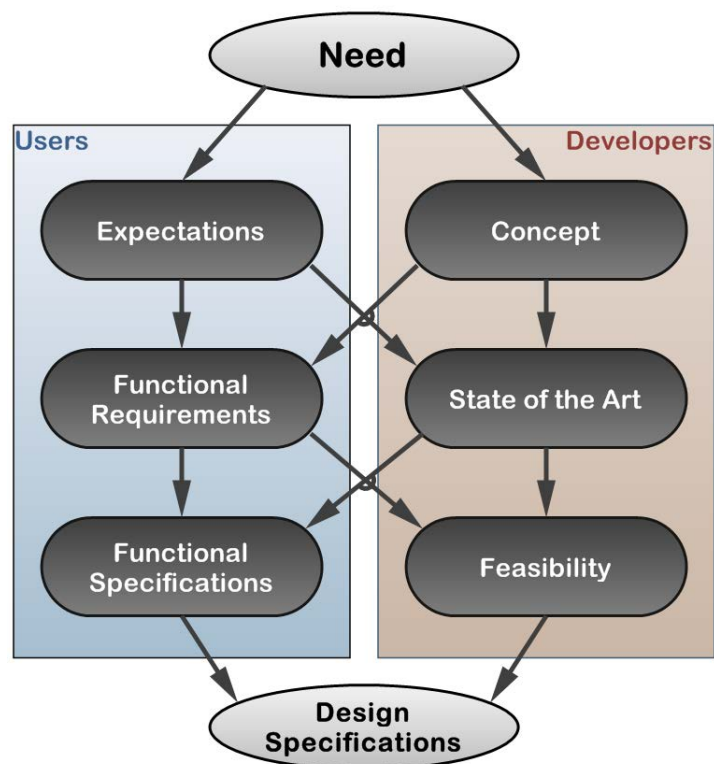 Need
Users
Developers
Expectations
Concept
Functional
Requirements
State of the Art
Functional
Specifications
Feasibility
Design
Specifications